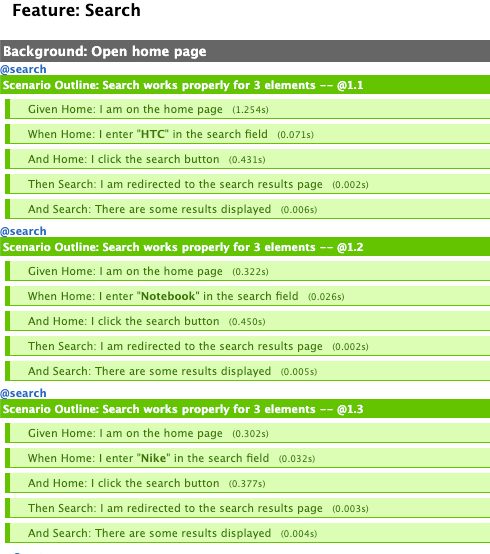 Feature: Search
Background: Open home page
@search
Scenario Outline: Search works properly for 3 elements -- @1.1
Given Home: I am on the home page (1.254s)
When Home: I enter "HTC" in the search field (0.071s)
And Home: I click the search button (0.431s)
Then Search: I am redirected to the search results page (0.002s)
And Search: There are some results displayed (0.006s)
@search
Scenario Outline: Search works properly for 3 elements -- @1.2
Given Home: I am on the home page (0.322s)
When Home: I enter "Notebook" in the search field (0.026s)
And Home: I click the search button (0.450s)
Then Search: I am redirected to the search results page (0.002s)
And Search: There are some results displayed (0.005s)
@search
Scenario Outline: Search works properly for 3 elements -- @1.3
Given Home: I am on the home page (0.302s)
When Home: I enter "Nike" in the search field (0.032s)
And Home: I click the search button (0.377s)
Then Search: I am redirected to the search results page (0.003s)
And Search: There are some results displayed (0.004s)